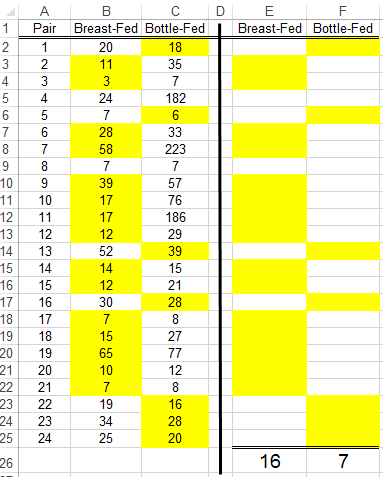 A B C D E F
1 Pair Breast-Fed Bottle-Fed Breast-Fed Bottle-Fed
2 1 20 18
3 2 11 35
4 3 3 7
5 4 24 182
6 5 7 6
7 6 28 33
8 7 58 223
9 8 7 7
10 9 39 57
11 10 17 76
12 11 17 186
13 12 12 29
14 13 52 39
15 14 14 15
16 15 12 21
17 16 30 28
18 17 7 8
19 18 15 27
20 19 65 77
21 20 10 12
22 21 7 8
23 22 19 16
24 23 34 28
25 24 25 20
26 16 7